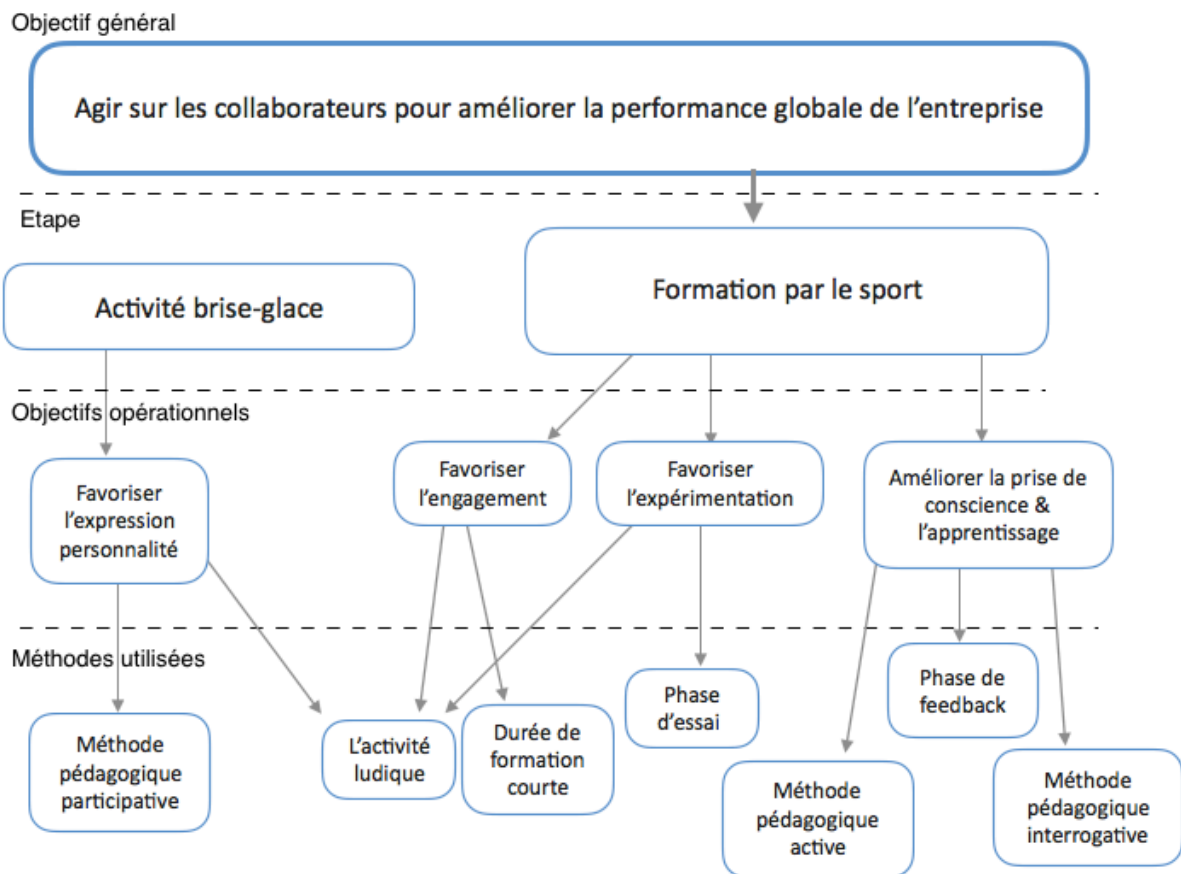 Objectif général
Agir sur les collaborateurs pour améliorer la performance globale de l'entreprise
Etape
Activité brise-glace
Formation par le sport
Objectifs opérationnels
Favoriser
l'expression
personnalité
Favoriser
l'engagement
Favoriser
l'expérimentation
Améliorer la prise de
conscience &
l'apprentissage
Méthodes utilisées
Méthode
pédagogique
participative
L'activité
ludique
Durée de
formation
courte
Phase
d'essai
Méthode
pédagogique
active
Phase de
feedback
Méthode
pédagogique
interrogative